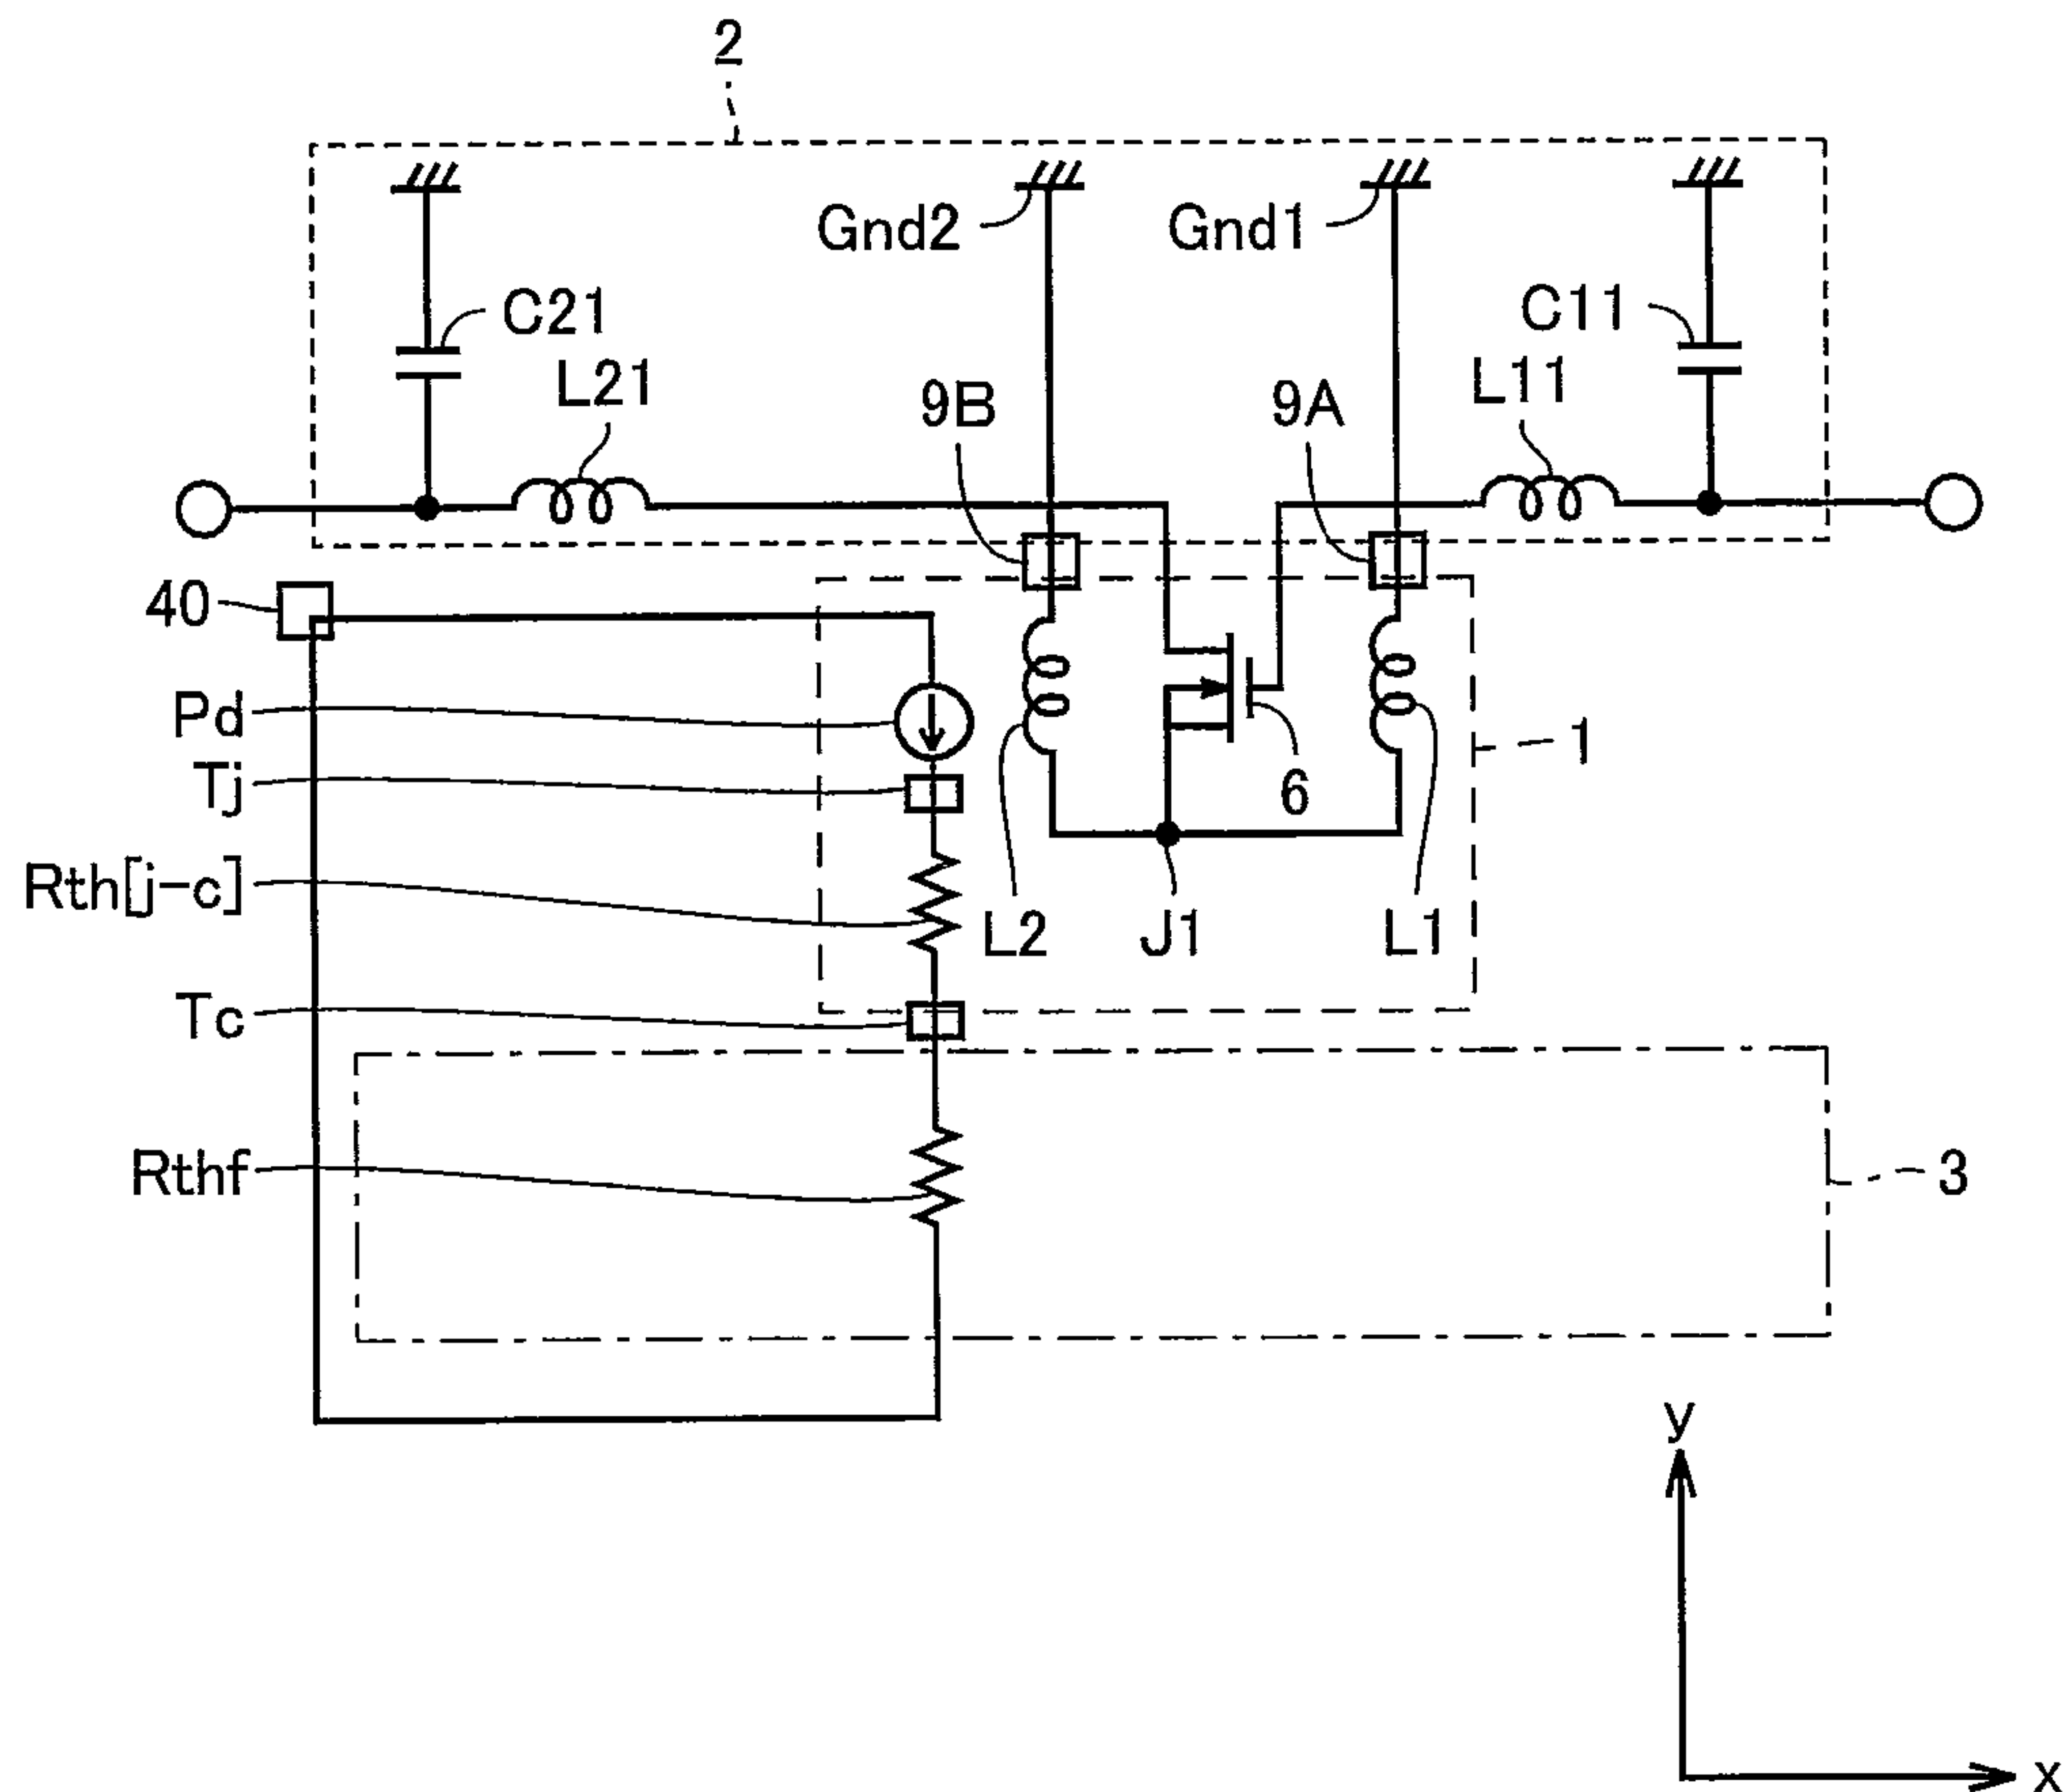 2
Gnd2
Gnd1
C21
C11
L21
L11
9B
9A
40
Pd
Tj
1
6
Rth[j-c]
L2
J1
L1
Tc
Rthf
3
y
x